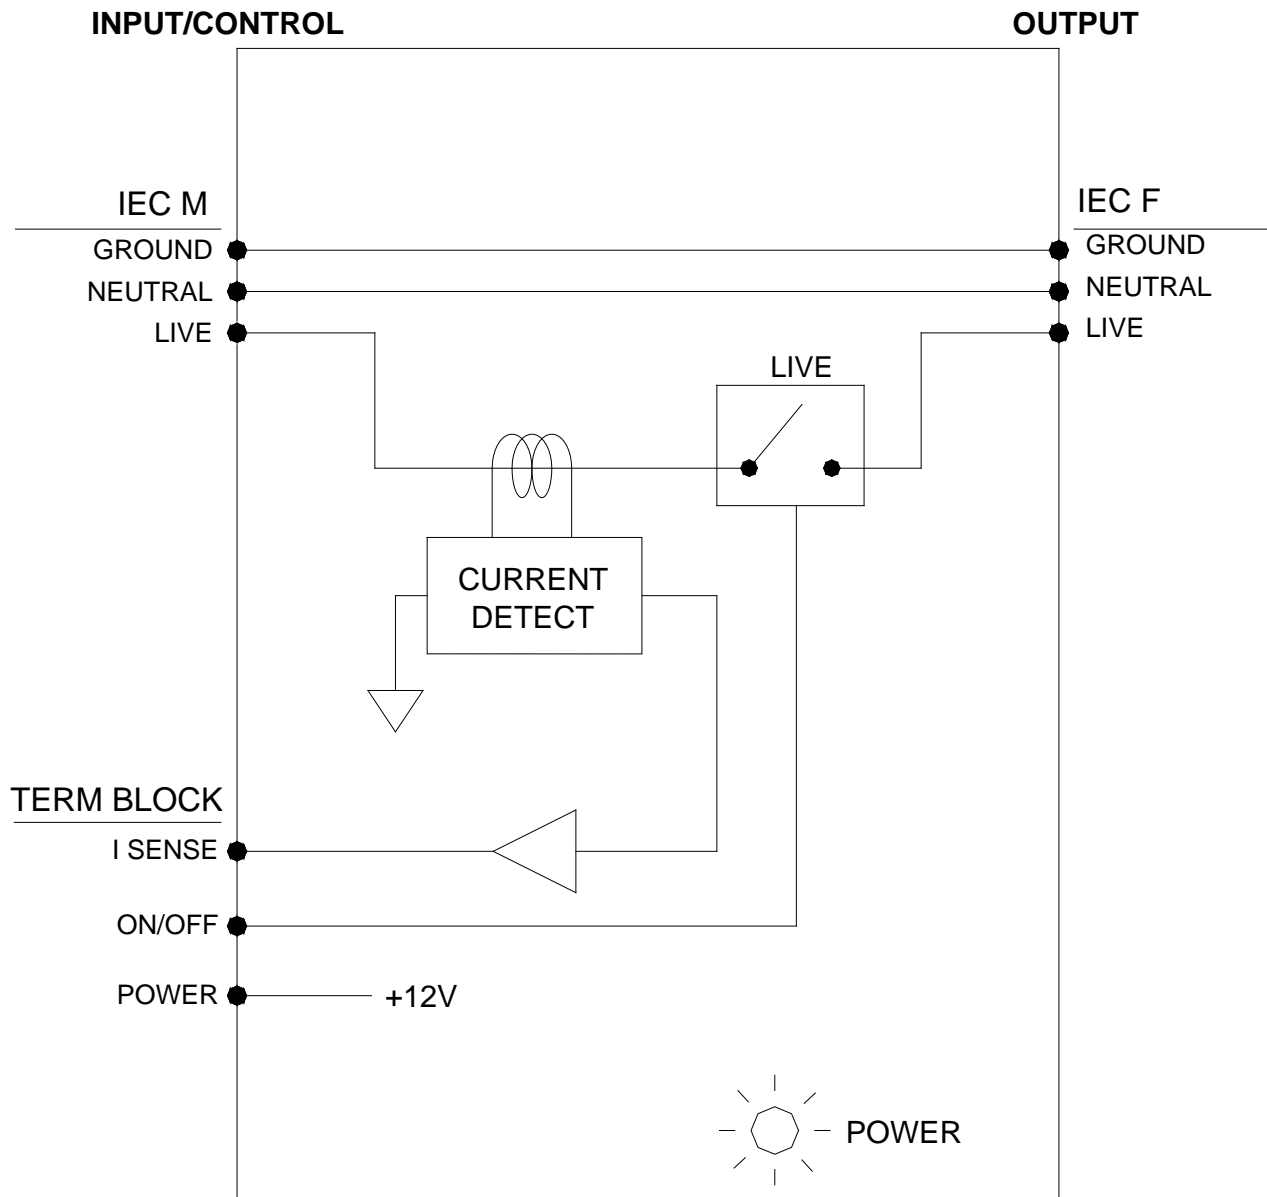 INPUT/CONTROL
OUTPUT
IEC M
IEC F
GROUND
GROUND
NEUTRAL
NEUTRAL
LIVE
LIVE
LIVE
CURRENT
DETECT
TERM BLOCK
I SENSE
ON/OFF
POWER
+12V
POWER